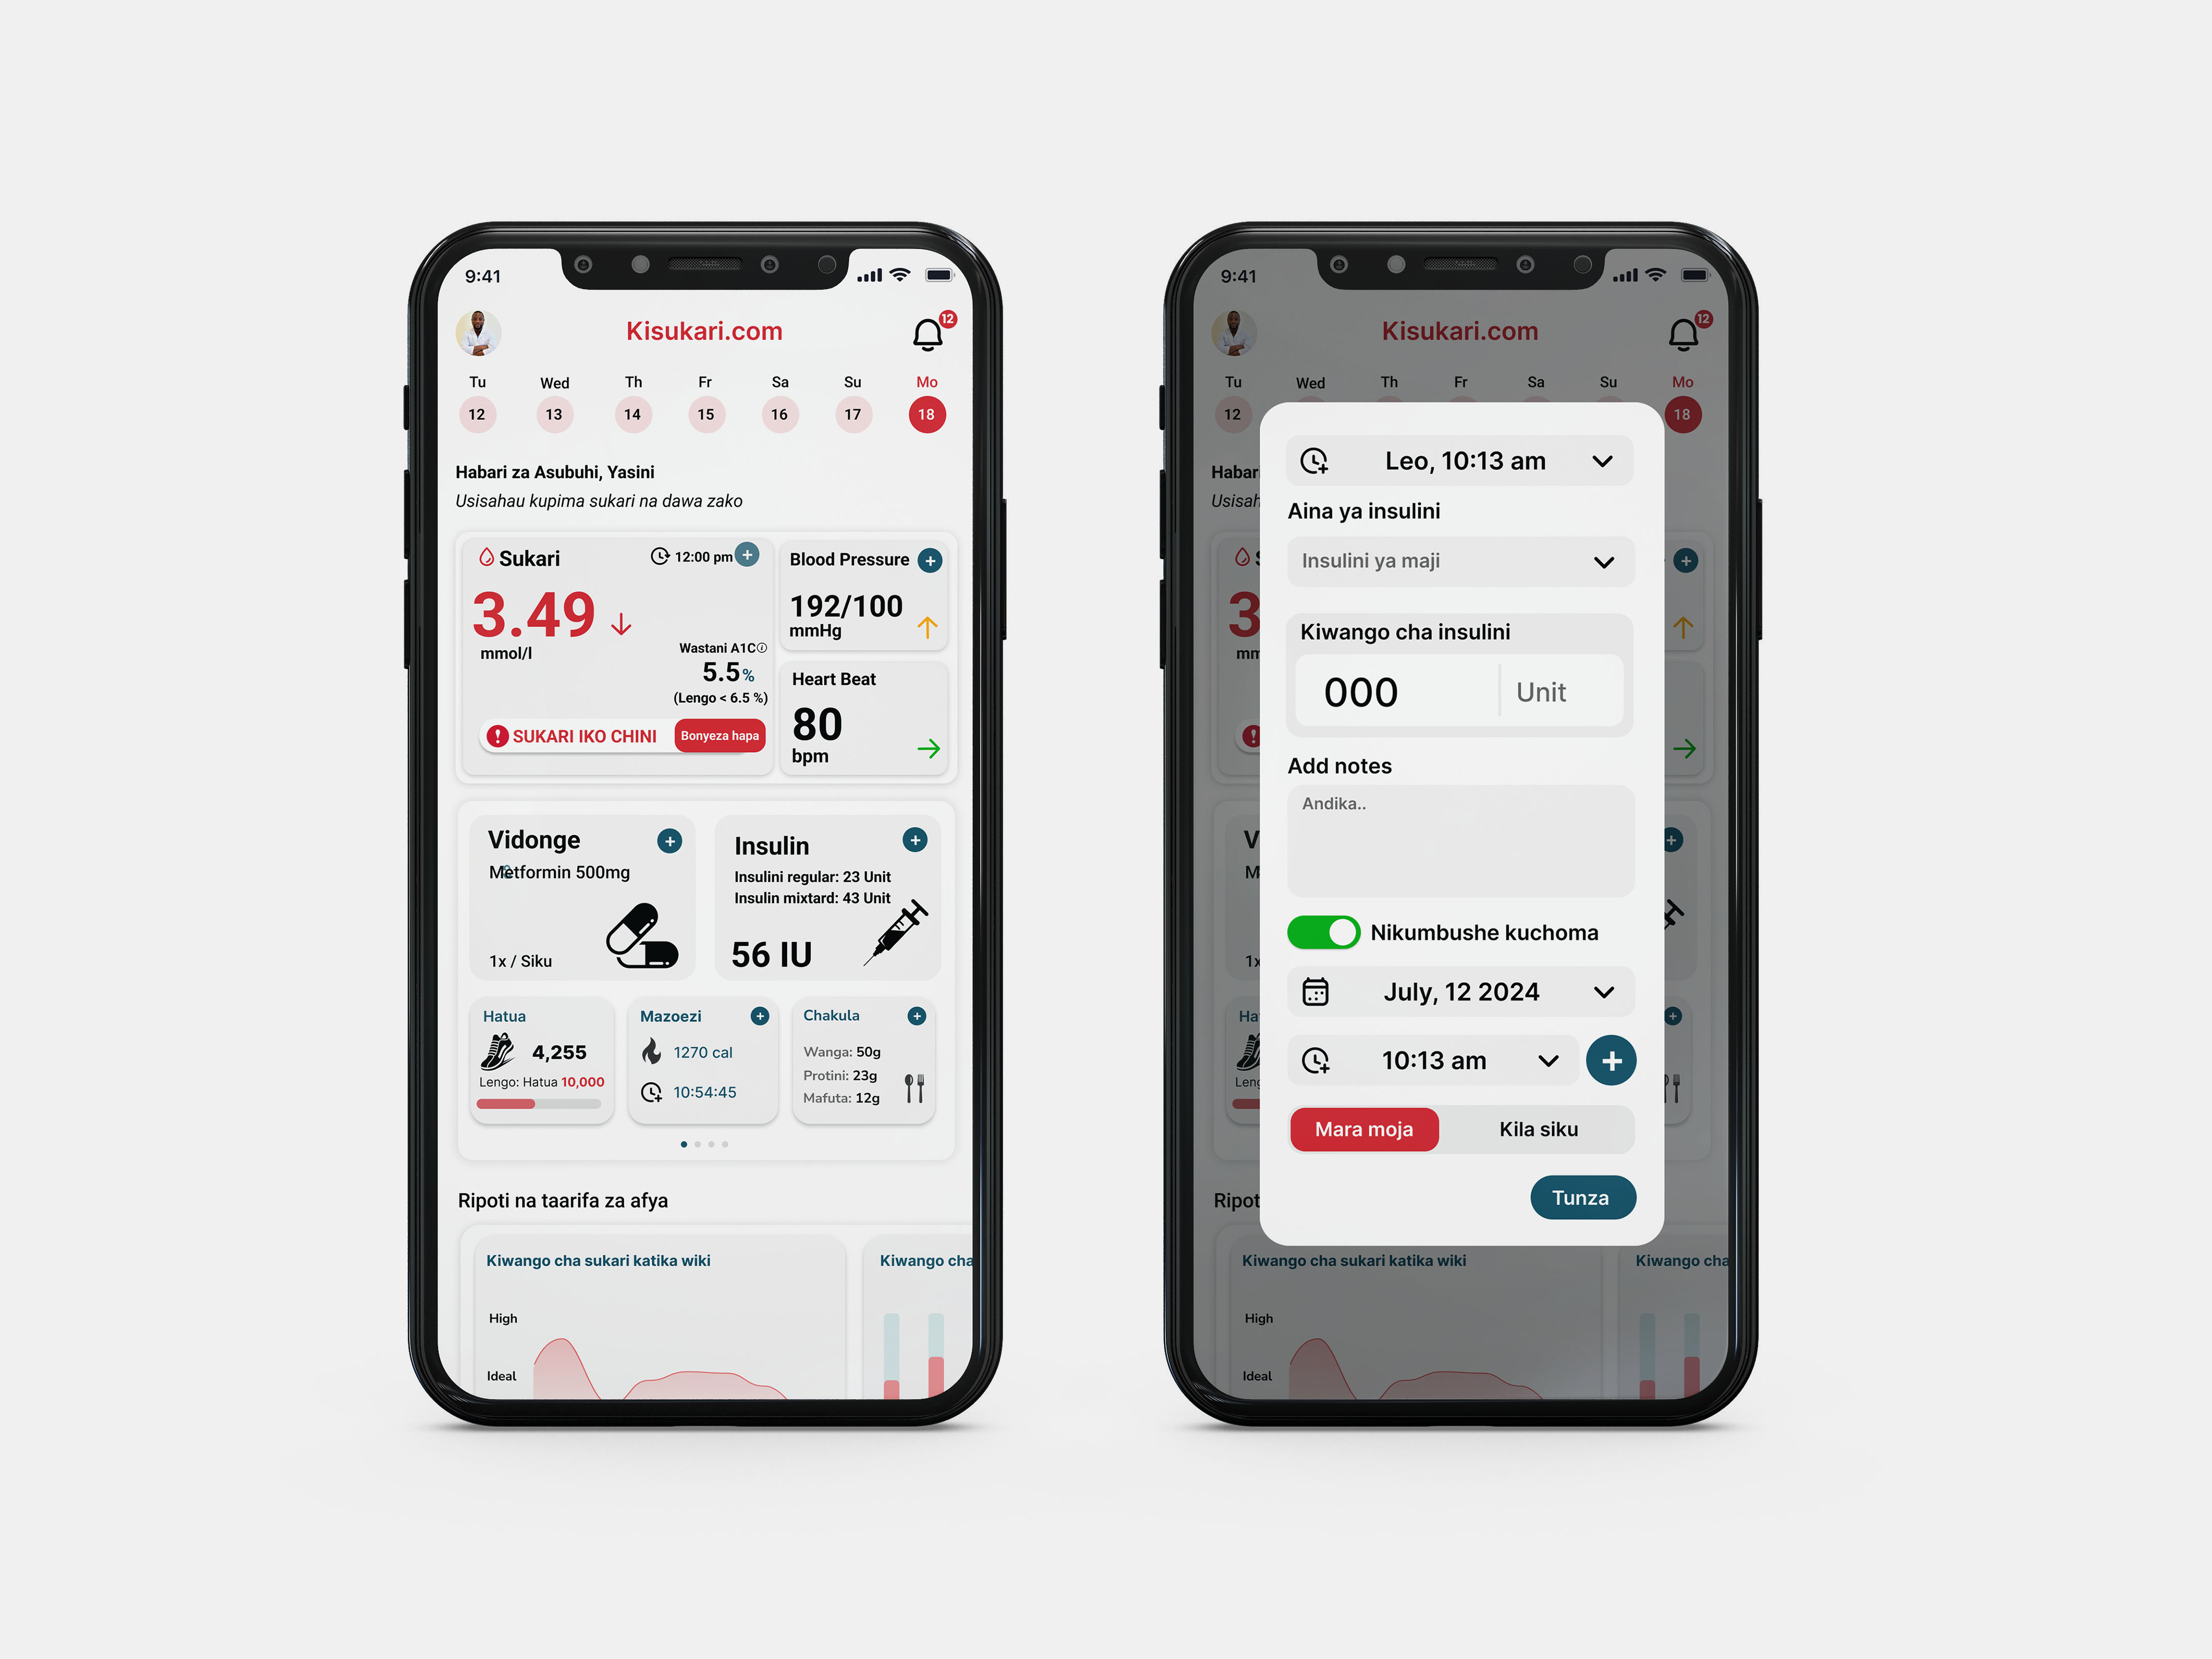 9:41
Kisukari.com
12
Tu Wed Th Fr Sa Su Mo
12 13 14 15 16 17 18
Habari za Asubuhi, Yasini
Usisahau kupima sukari na dawa zako
Sukari
12:00 pm
3.49
mmol/l
Wastani A1C
5.5%
(Lengo < 6.5 %)
SUKARI IKO CHINI
Bonyeza hapa
Blood Pressure
192/100
mmHg
Heart Beat
80
bpm
Vidonge
Metformin 500mg
1x / Siku
Insulin
Insulini regular: 23 Unit
Insulin mixtard: 43 Unit
56 IU
Hatua
4,255
Lengo: Hatua 10,000
Mazoezi
1270 cal
10:54:45
Chakula
Wanga: 50g
Protini: 23g
Mafuta: 12g
Ripoti na taarifa za afya
Kiwango cha sukari katika wiki
High
Ideal
Kiwango cha
9:41
Kisukari.com
12
Tu Wed Th Fr Sa Su Mo
12 18
Habari
Usisah
Leo, 10:13 am
Aina ya insulini
Insulini ya maji
Kiwango cha insulini
000
Unit
Add notes
Andika..
Nikumbushe kuchoma
July, 12 2024
10:13 am
Mara moja
Kila siku
Tunza
S
3
mm
V
M
1x
Ha
Leng
Ripot
Kiwango cha sukari katika wiki
High
Ideal
Kiwango cha